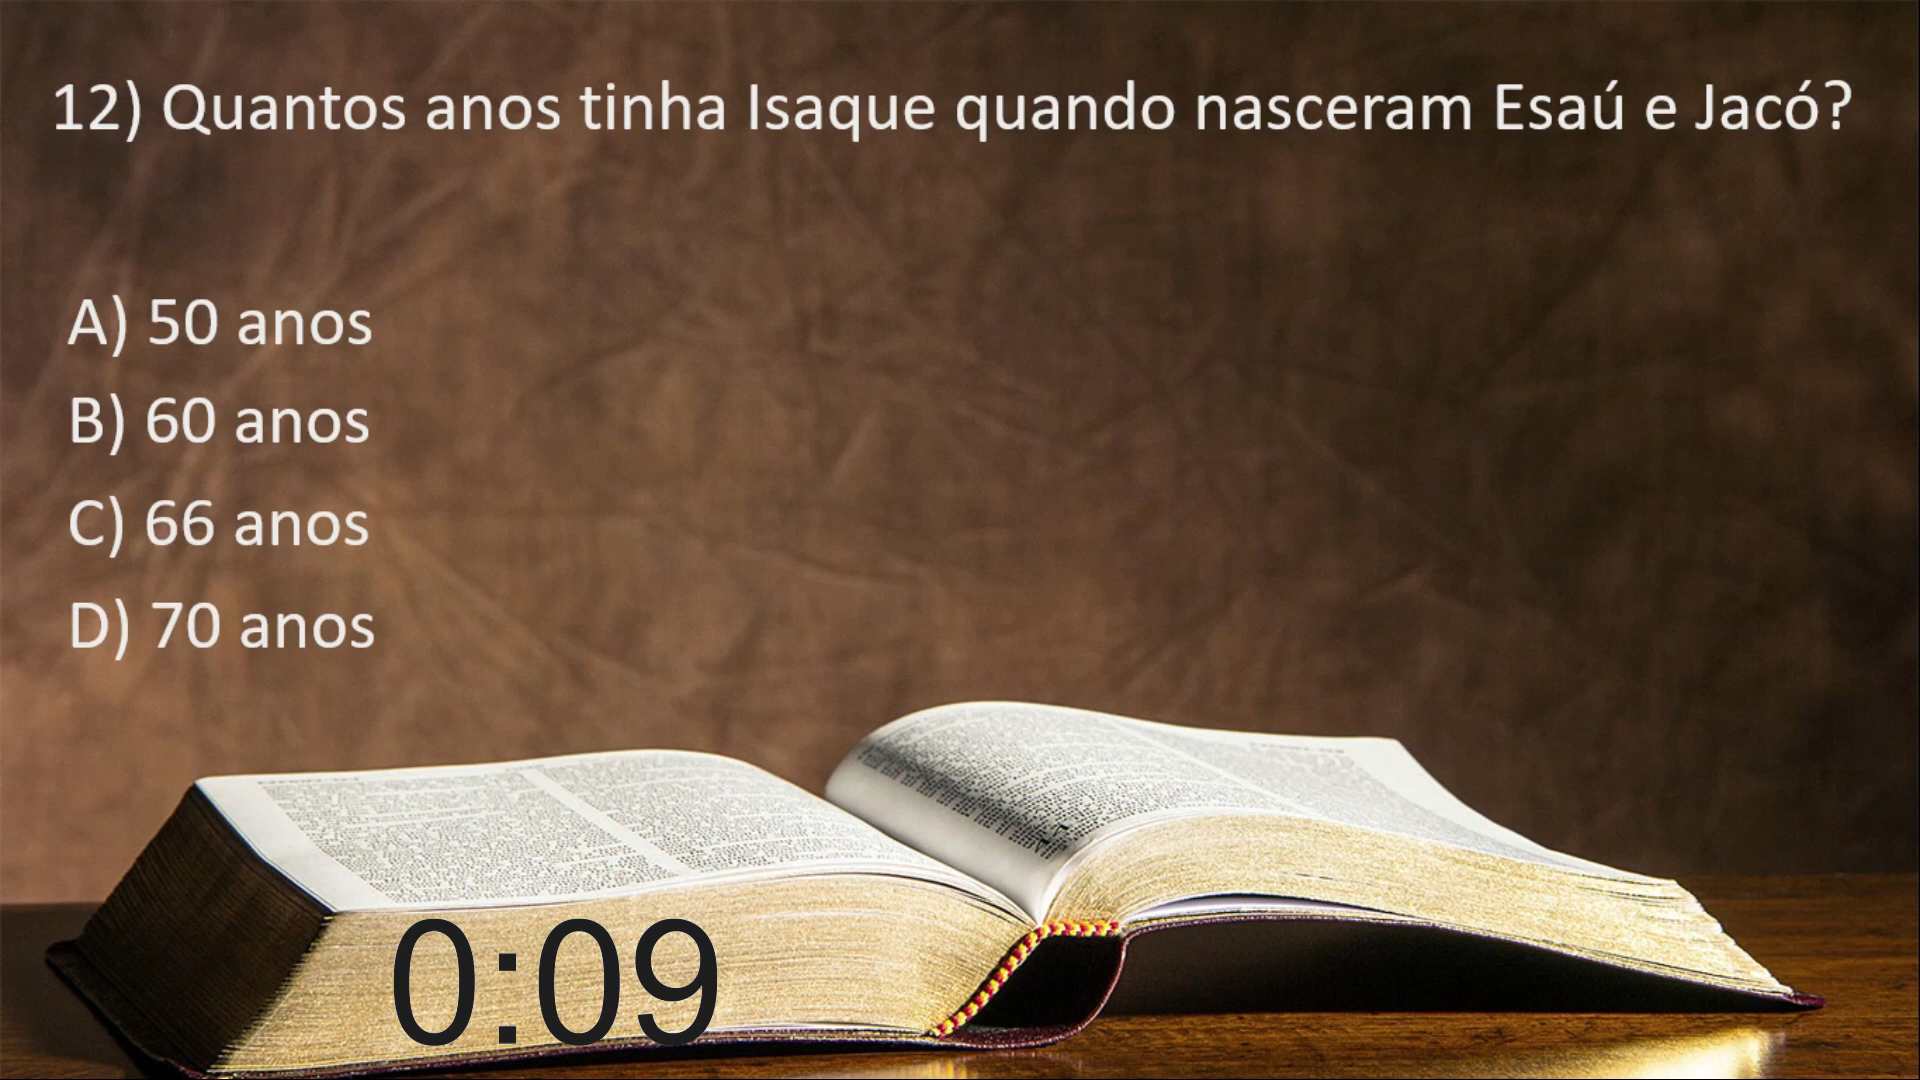 12) Quantos anos tinha Isaque quando nasceram Esaú e Jacó?
A) 50 anos
B) 60 anos
C) 66 anos
D) 70 anos
0:09